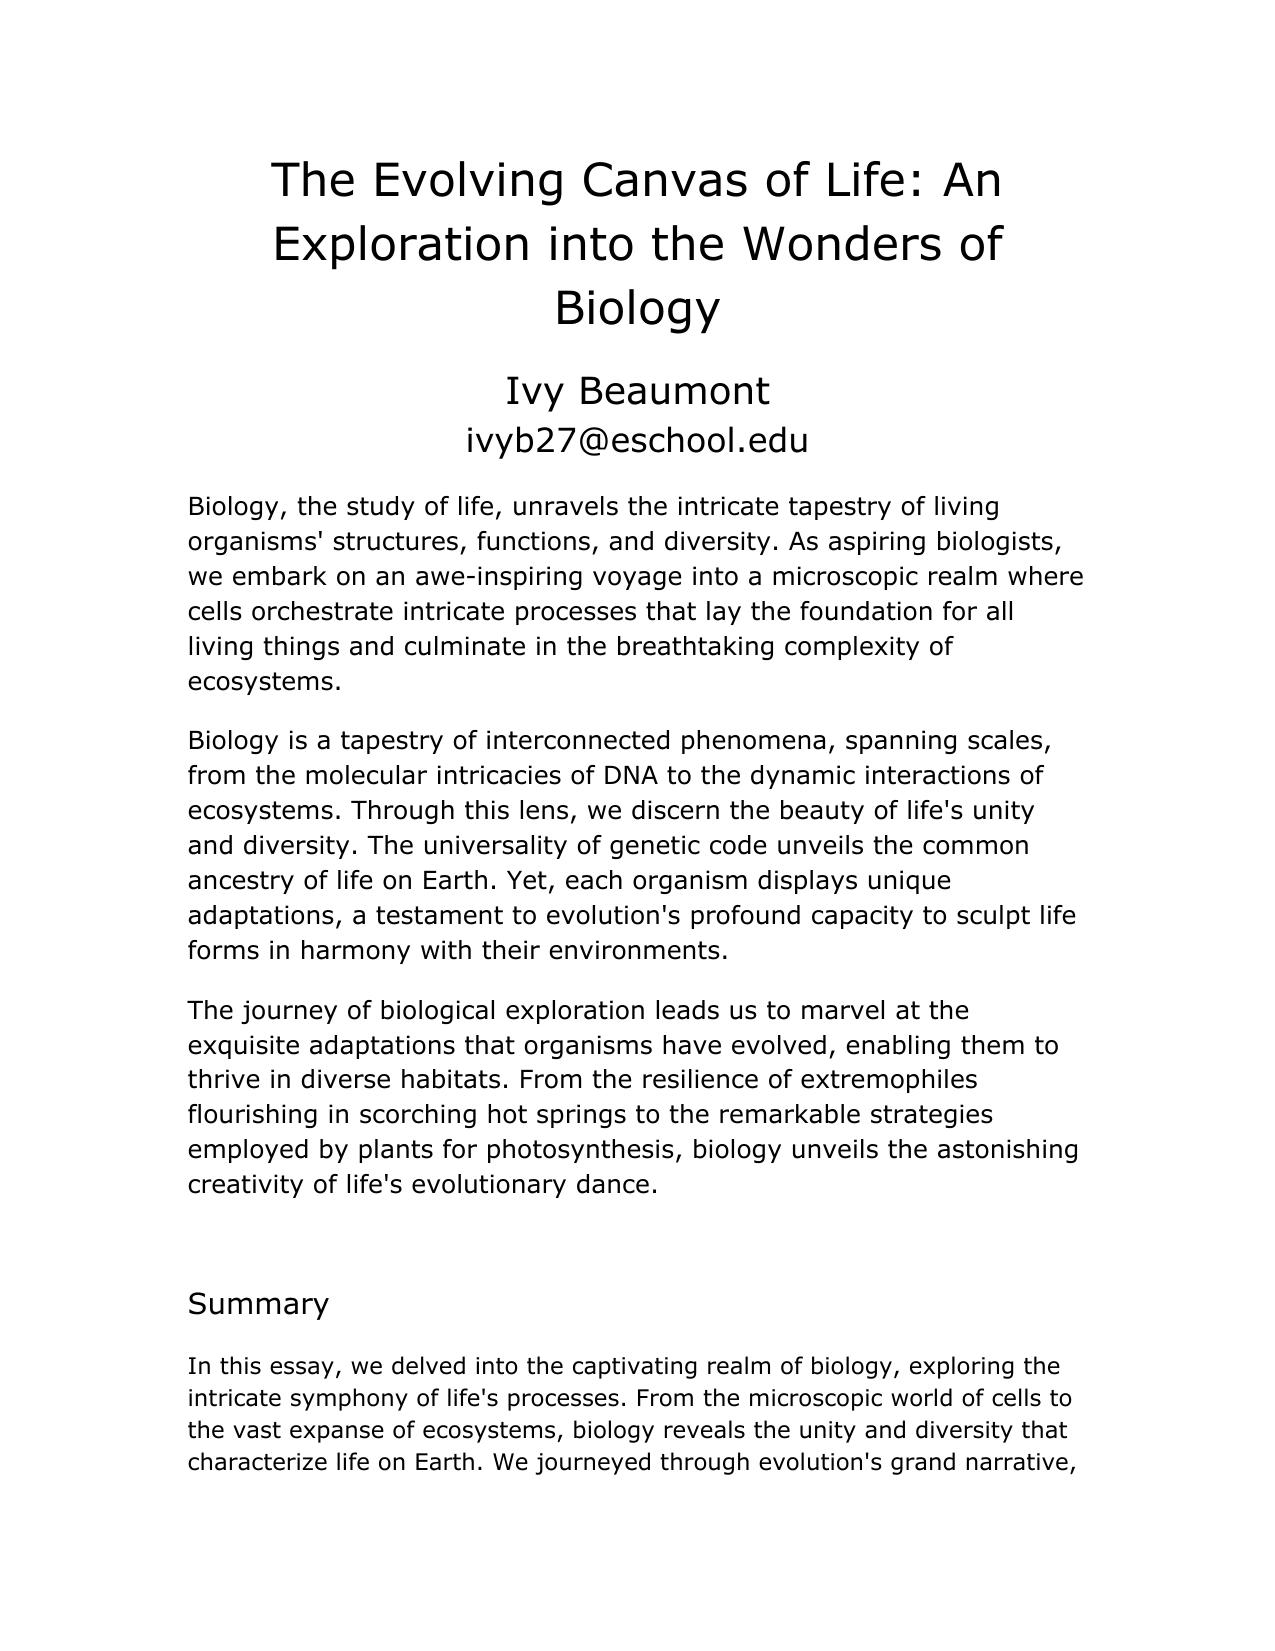 The Evolving Canvas of Life: An
Exploration into the Wonders of
Biology
Ivy Beaumont
ivyb27@eschool.edu
Biology, the study of life, unravels the intricate tapestry of living
organisms' structures, functions, and diversity. As aspiring biologists,
we embark on an awe-inspiring voyage into a microscopic realm where
cells orchestrate intricate processes that lay the foundation for all
living things and culminate in the breathtaking complexity of
ecosystems.
Biology is a tapestry of interconnected phenomena, spanning scales,
from the molecular intricacies of DNA to the dynamic interactions of
ecosystems. Through this lens, we discern the beauty of life's unity
and diversity. The universality of genetic code unveils the common
ancestry of life on Earth. Yet, each organism displays unique
adaptations, a testament to evolution's profound capacity to sculpt life
forms in harmony with their environments.
The journey of biological exploration leads us to marvel at the
exquisite adaptations that organisms have evolved, enabling them to
thrive in diverse habitats. From the resilience of extremophiles
flourishing in scorching hot springs to the remarkable strategies
employed by plants for photosynthesis, biology unveils the astonishing
creativity of life's evolutionary dance.
Summary
In this essay, we delved into the captivating realm of biology, exploring the
intricate symphony of life's processes. From the microscopic world of cells to
the vast expanse of ecosystems, biology reveals the unity and diversity that
characterize life on Earth. We journeyed through evolution's grand narrative,